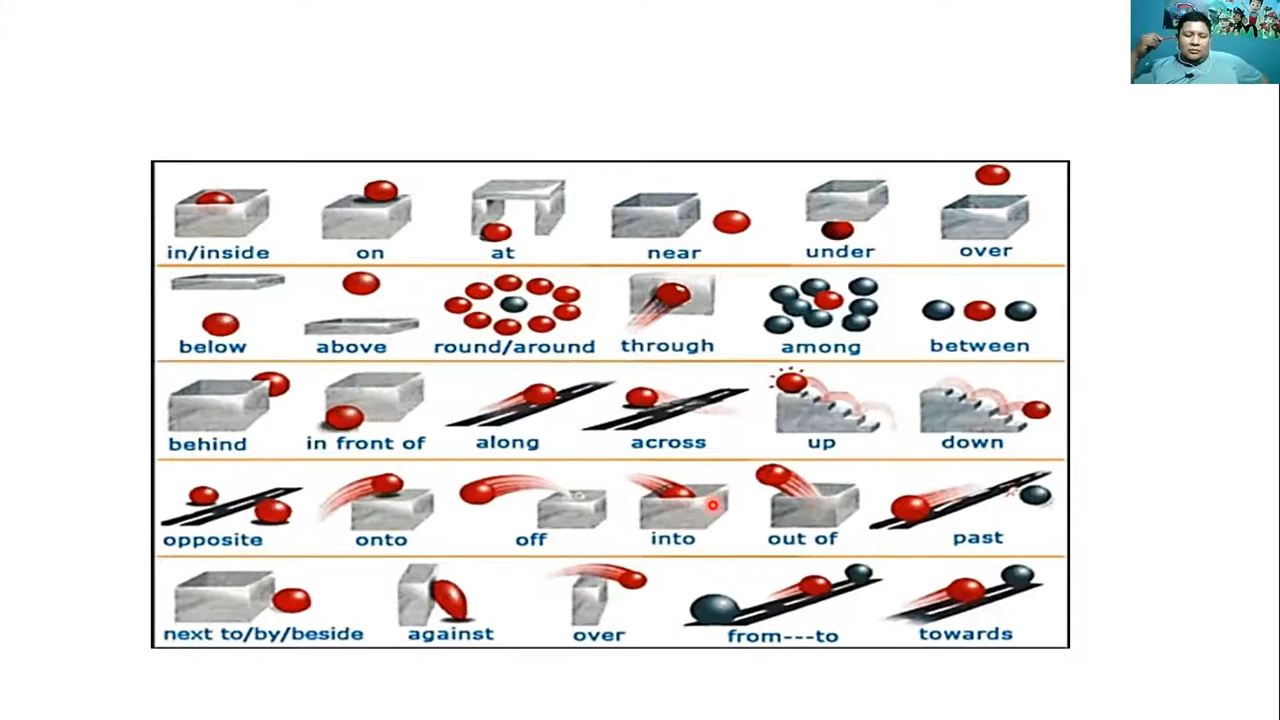 in/inside on at near under over
below above round/around through among between
behind in front of along across up down
opposite onto off into out of past
next to/by/beside against over from---to towards